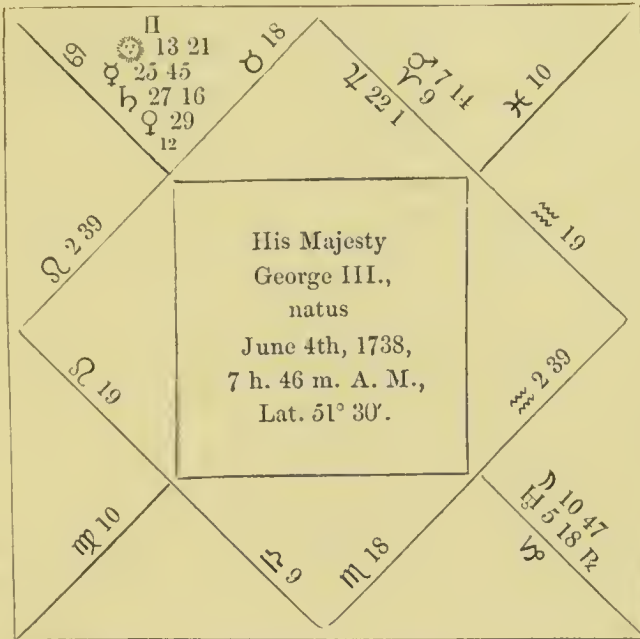 ♊
☉ 13 21
☿ 25 45
♄ 27 16
♀ 29
12
♋
♉ 18
♃ 22 1
♂ 7 14
♈ 9
♓ 10
♌ 2 39
♒ 19
His Majesty
George III.,
natus
June 4th, 1738,
7 h. 46 m. A. M.,
Lat. 51° 30′.
♌ 19
♒ 2 39
♍ 10
♎ 9
♏ 18
☽ 10 47
♅ 5 18 ℞
♑